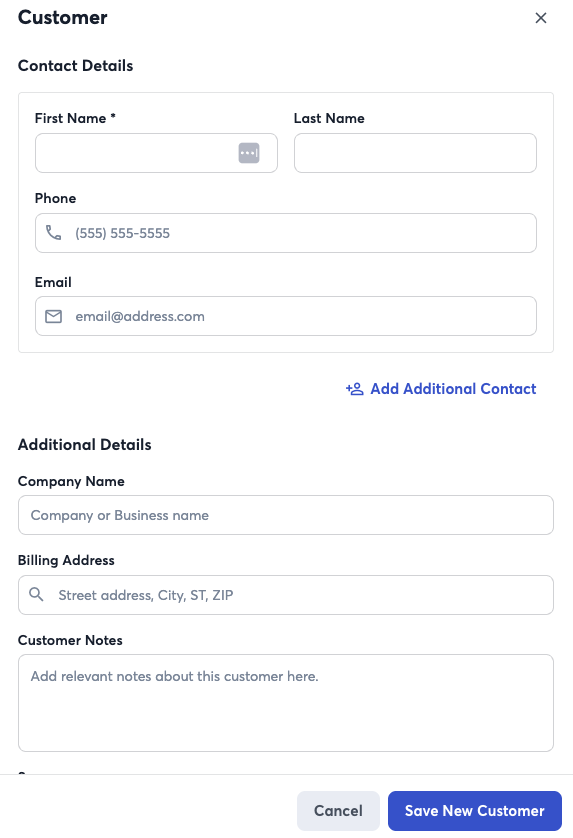 Customer
Contact Details
First Name *
Last Name
Phone
(555) 555-5555
Email
email@address.com
Add Additional Contact
Additional Details
Company Name
Company or Business name
Billing Address
Street address, City, ST, ZIP
Customer Notes
Add relevant notes about this customer here.
Cancel
Save New Customer